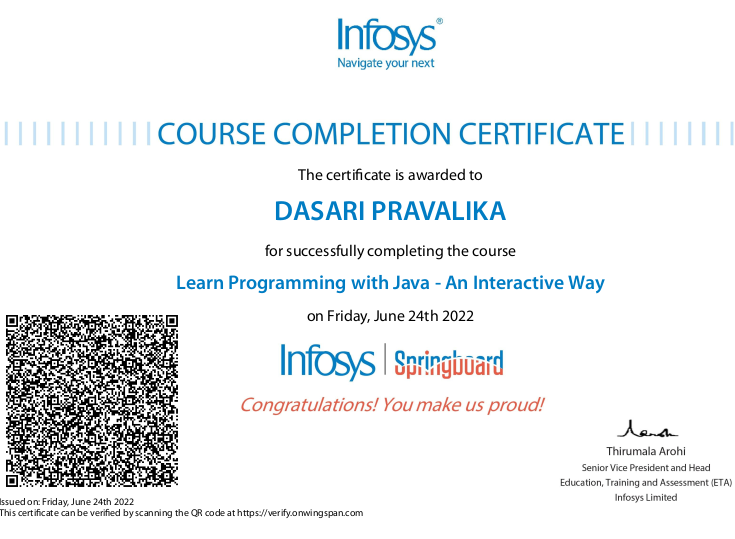 Infosys®
Navigate your next
COURSE COMPLETION CERTIFICATE
The certificate is awarded to
DASARI PRAVALIKA
for successfully completing the course
Learn Programming with Java - An Interactive Way
on Friday, June 24th 2022
Infosys | Springboard
Congratulations! You make us proud!
Thirumala Arohi
Senior Vice President and Head
Education, Training and Assessment (ETA)
Infosys Limited
Issued on: Friday, June 24th 2022
This certificate can be verified by scanning the QR code at https://verify.onwingspan.com